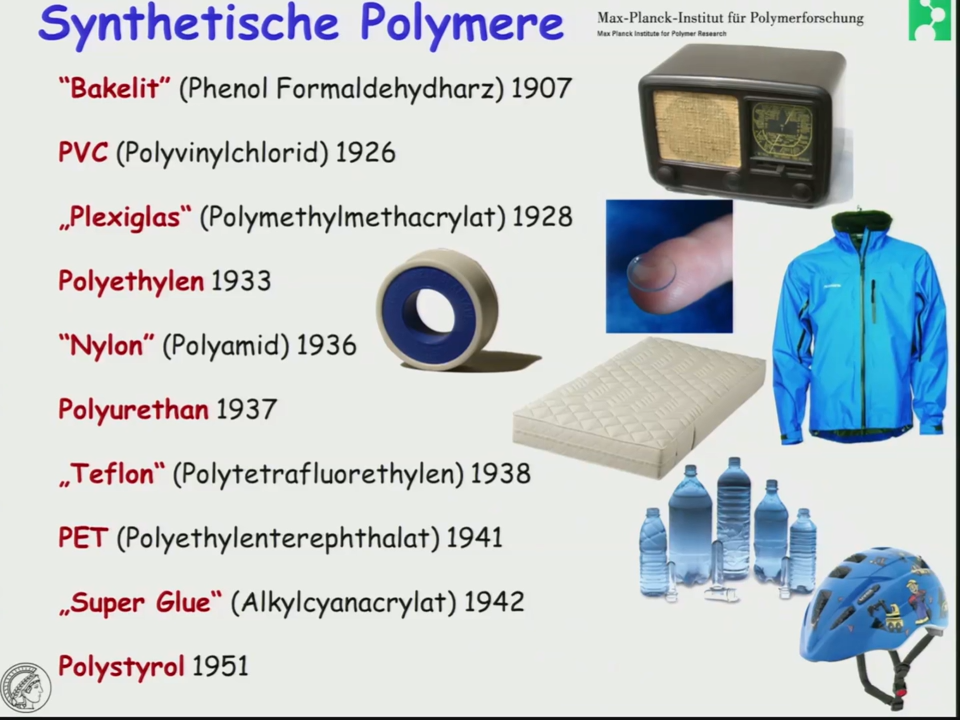 Synthetische Polymere
Max-Planck-Institut für Polymerforschung
Max Planck Institute for Polymer Research
“Bakelit” (Phenol Formaldehydharz) 1907
PVC (Polyvinylchlorid) 1926
„Plexiglas“ (Polymethylmethacrylat) 1928
Polyethylen 1933
“Nylon” (Polyamid) 1936
Polyurethan 1937
„Teflon“ (Polytetrafluorethylen) 1938
PET (Polyethylenterephthalat) 1941
„Super Glue“ (Alkylcyanacrylat) 1942
Polystyrol 1951